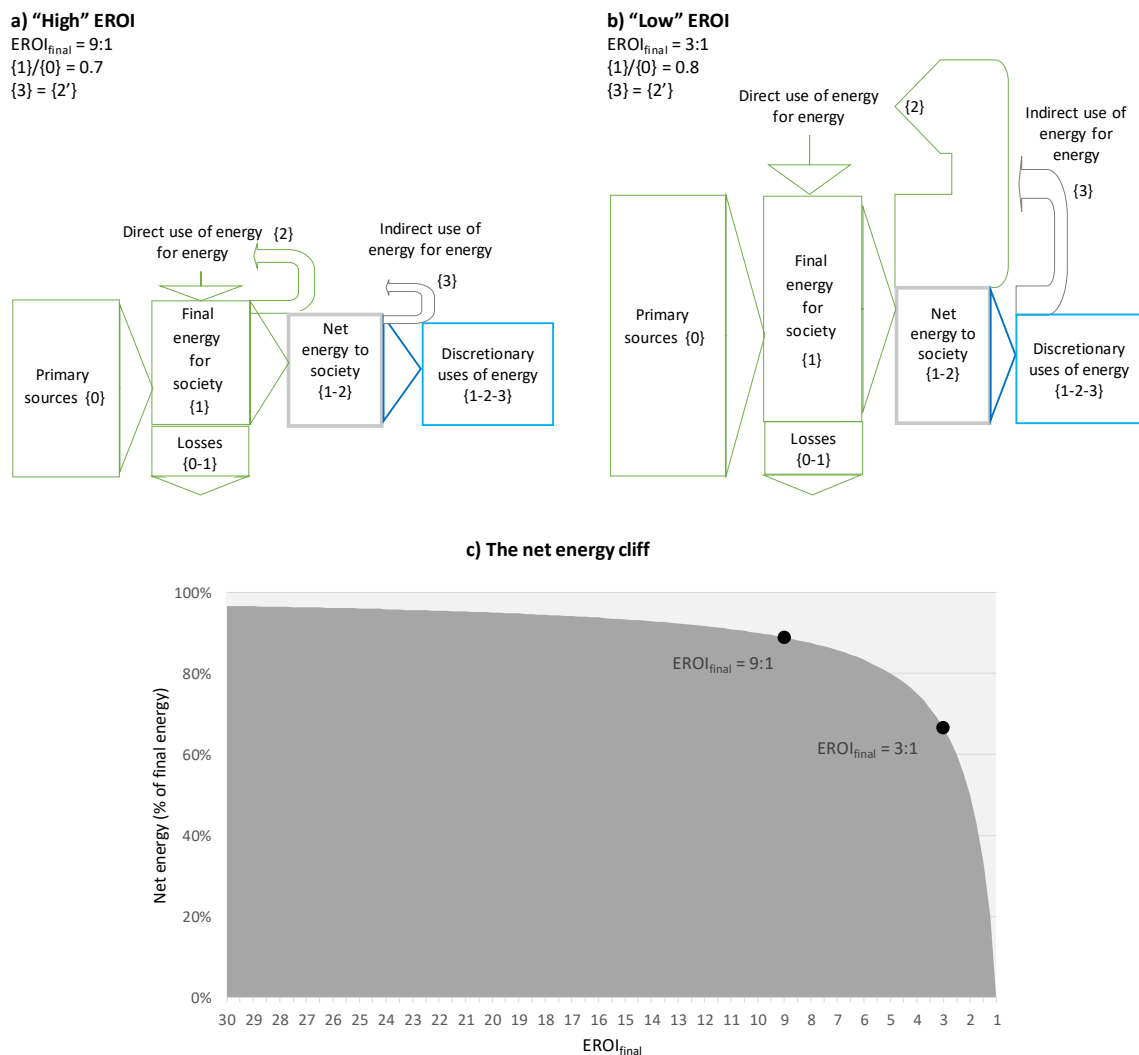 a) “High” EROI
EROIfinal = 9:1
{1}/{0} = 0.7
{3} = {2’}
Direct use of energy
for energy
{2}
Indirect use of
energy for energy
{3}
Primary
sources {0}
Final
energy
for
society
{1}
Losses
{0-1}
Net
energy to
society
{1-2}
Discretionary
uses of energy
{1-2-3}
b) “Low” EROI
EROIfinal = 3:1
{1}/{0} = 0.8
{3} = {2’}
Direct use of energy
for energy
{2}
Indirect use of
energy for
energy
{3}
Primary
sources {0}
Final
energy
for
society
{1}
Losses
{0-1}
Net
energy to
society
{1-2}
Discretionary
uses of energy
{1-2-3}
c) The net energy cliff
Net energy (% of final energy)
100%
80%
60%
40%
20%
0%
EROIfinal = 9:1
EROIfinal = 3:1
30 29 28 27 26 25 24 23 22 21 20 19 18 17 16 15 14 13 12 11 10 9 8 7 6 5 4 3 2 1
EROIfinal